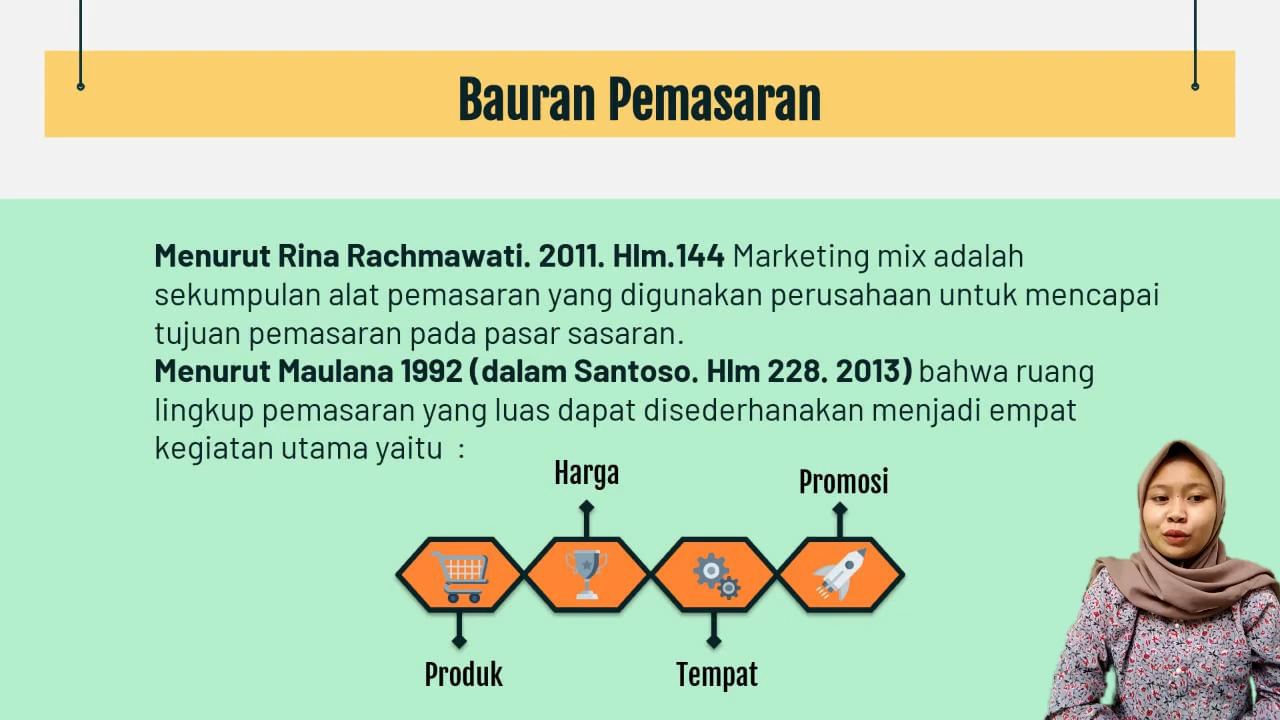 Bauran Pemasaran
Menurut Rina Rachmawati. 2011. Hlm.144 Marketing mix adalah
sekumpulan alat pemasaran yang digunakan perusahaan untuk mencapai
tujuan pemasaran pada pasar sasaran.
Menurut Maulana 1992 (dalam Santoso. Hlm 228. 2013) bahwa ruang
lingkup pemasaran yang luas dapat disederhanakan menjadi empat
kegiatan utama yaitu :
Harga
Promosi
Produk
Tempat